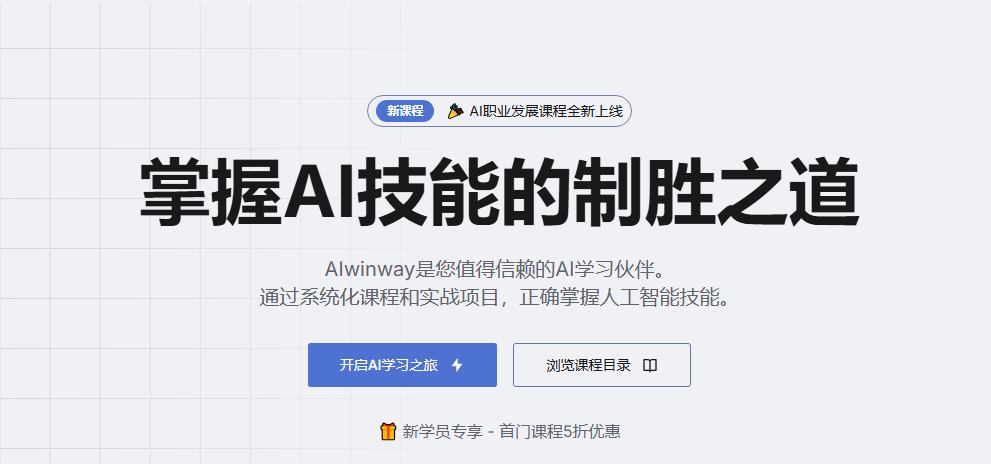 新课程 AI职业发展课程全新上线
掌握AI技能的制胜之道
AIwinway是您值得信赖的AI学习伙伴。
通过系统化课程和实战项目，正确掌握人工智能技能。
开启AI学习之旅 浏览课程目录
新学员专享 - 首门课程5折优惠